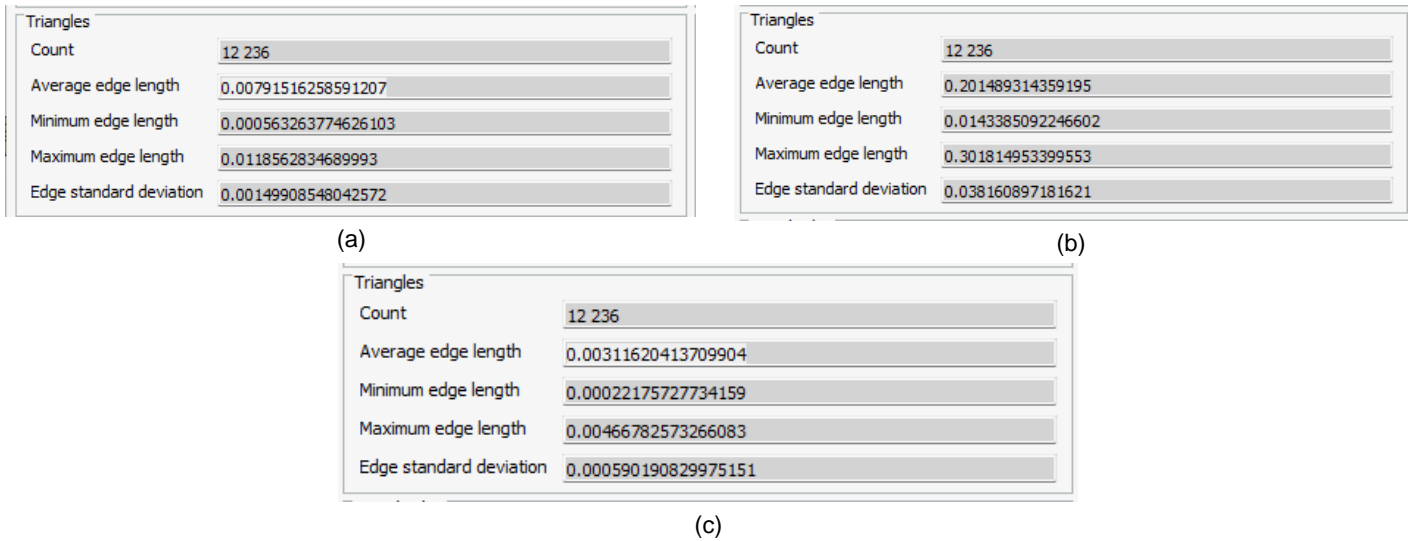 Triangles
Count 12 236
Average edge length 0.00791516258591207
Minimum edge length 0.000563263774626103
Maximum edge length 0.0118562834689993
Edge standard deviation 0.00149908548042572
(a)
Triangles
Count 12 236
Average edge length 0.201489314359195
Minimum edge length 0.0143385092246602
Maximum edge length 0.301814953399553
Edge standard deviation 0.038160897181621
(b)
Triangles
Count 12 236
Average edge length 0.00311620413709904
Minimum edge length 0.00022175727734159
Maximum edge length 0.00466782573266083
Edge standard deviation 0.000590190829975151
(c)